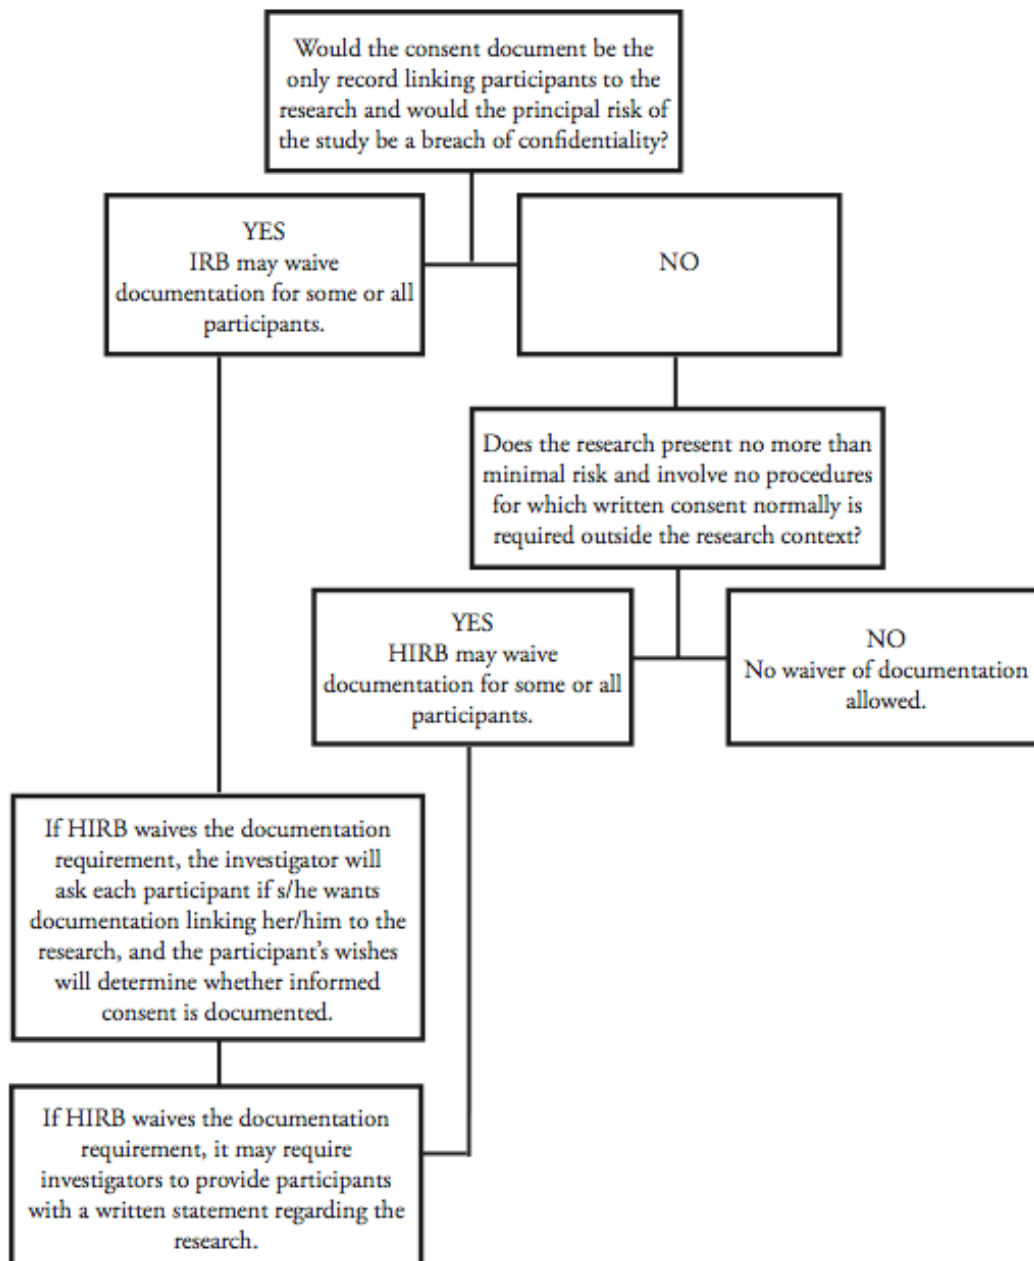 Would the consent document be the
only record linking participants to the
research and would the principal risk of
the study be a breach of confidentiality?
YES
IRB may waive
documentation for some or all
participants.
NO
Does the research present no more than
minimal risk and involve no procedures
for which written consent normally is
required outside the research context?
YES
HIRB may waive
documentation for some or all
participants.
NO
No waiver of documentation
allowed.
If HIRB waives the documentation
requirement, the investigator will
ask each participant if s/he wants
documentation linking her/him to the
research, and the participant’s wishes
will determine whether informed
consent is documented.
If HIRB waives the documentation
requirement, it may require
investigators to provide participants
with a written statement regarding the
research.